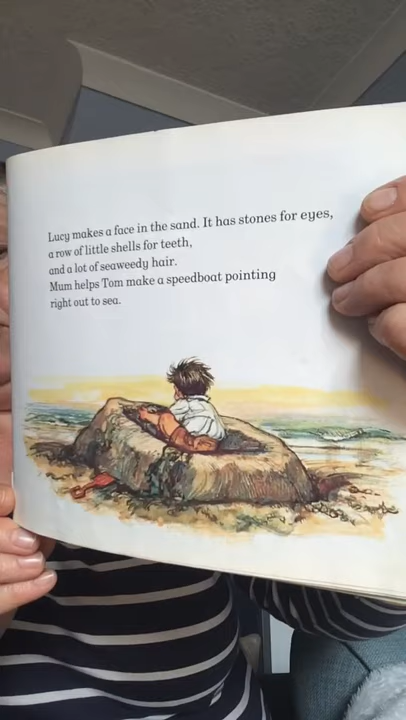 Lucy makes a face in the sand. It has stones for eyes,
a row of little shells for teeth,
and a lot of seaweedy hair.
Mum helps Tom make a speedboat pointing
right out to sea.